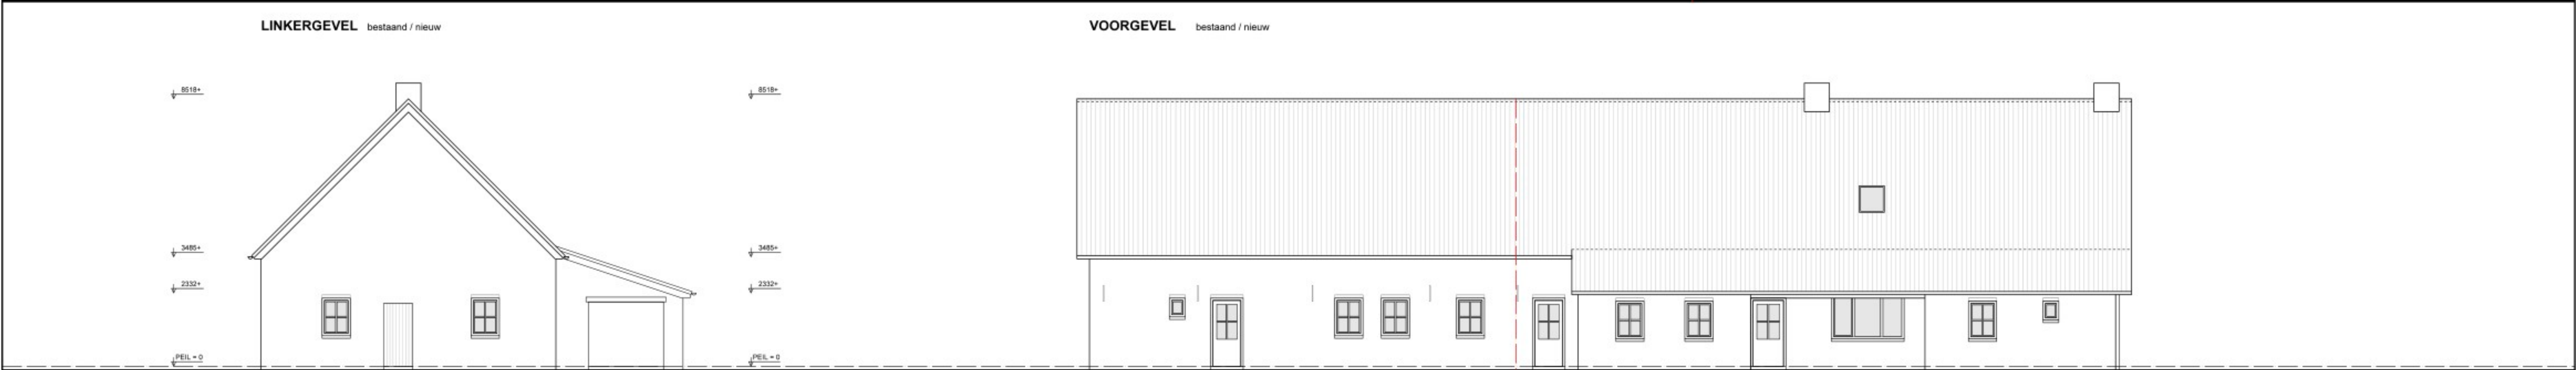 LINKERGEVEL bestaand / nieuw
VOORGEVEL bestaand / nieuw
8518+
8518+
3485+
3485+
2332+
2332+
PEIL = 0
PEIL = 0